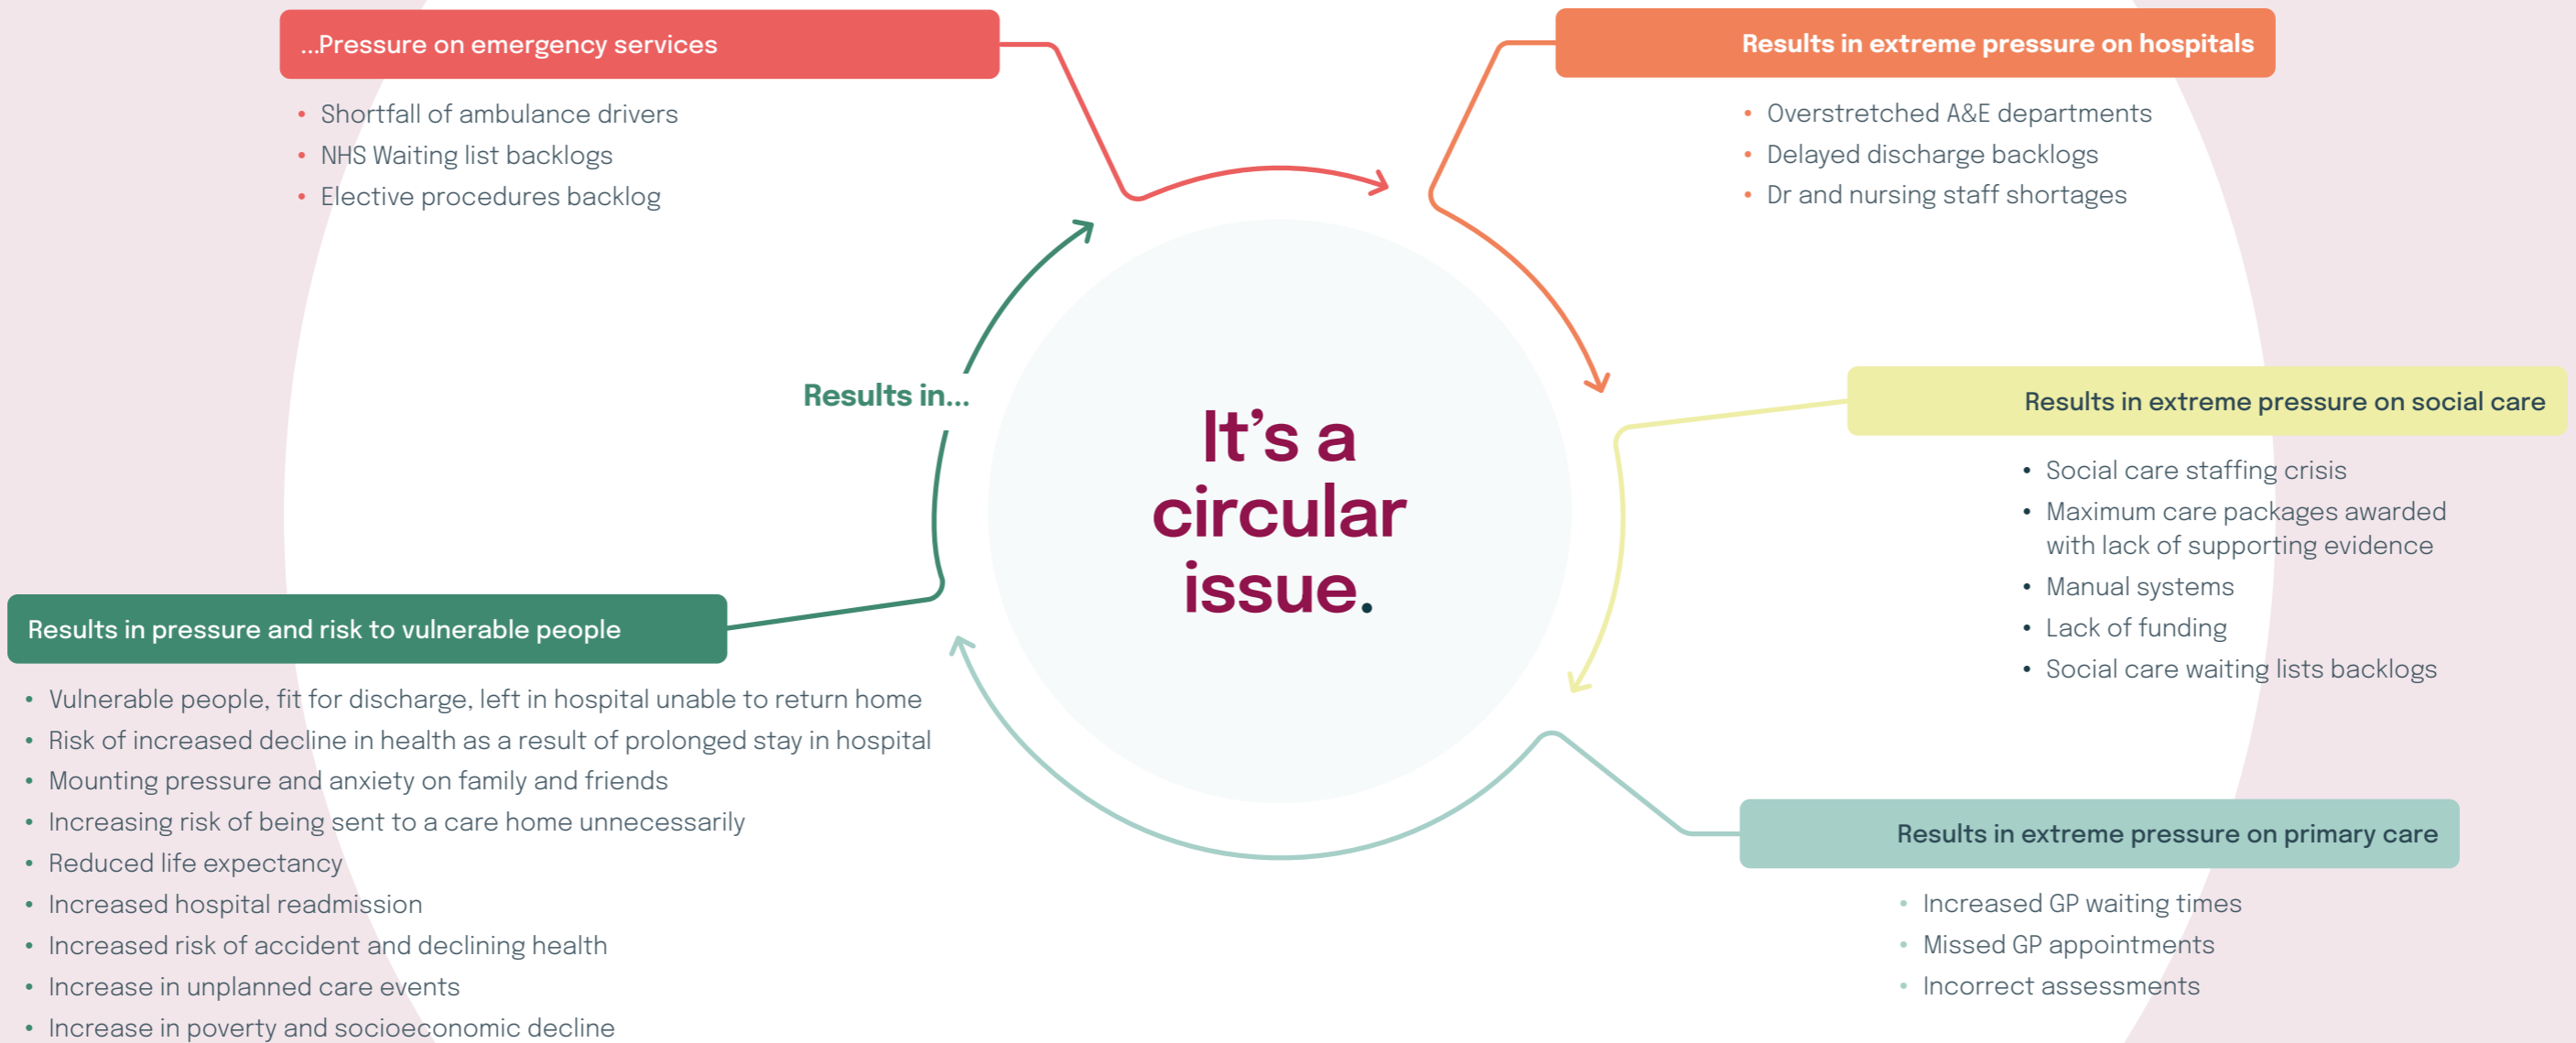 ...Pressure on emergency services
• Shortfall of ambulance drivers
• NHS Waiting list backlogs
• Elective procedures backlog
Results in extreme pressure on hospitals
• Overstretched A&E departments
• Delayed discharge backlogs
• Dr and nursing staff shortages
Results in extreme pressure on social care
• Social care staffing crisis
• Maximum care packages awarded
with lack of supporting evidence
• Manual systems
• Lack of funding
• Social care waiting lists backlogs
Results in extreme pressure on primary care
• Increased GP waiting times
• Missed GP appointments
• Incorrect assessments
Results in pressure and risk to vulnerable people
• Vulnerable people, fit for discharge, left in hospital unable to return home
• Risk of increased decline in health as a result of prolonged stay in hospital
• Mounting pressure and anxiety on family and friends
• Increasing risk of being sent to a care home unnecessarily
• Reduced life expectancy
• Increased hospital readmission
• Increased risk of accident and declining health
• Increase in unplanned care events
• Increase in poverty and socioeconomic decline
Results in...
It’s a
circular
issue.